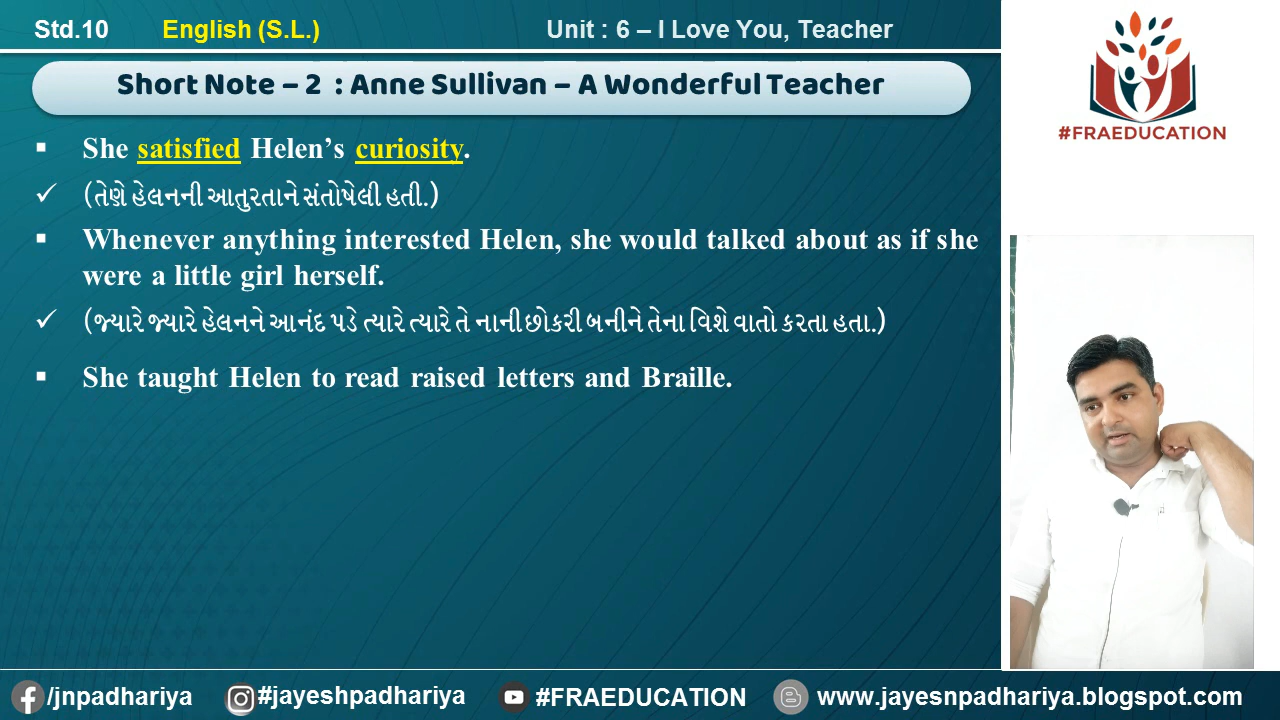 Std.10 English (S.L.) Unit : 6 – I Love You, Teacher
Short Note – 2 : Anne Sullivan – A Wonderful Teacher
#FRAEDUCATION
She satisfied Helen’s curiosity.
(તેણે હેલનની આતુરતાને સંતોષેલી હતી.)
Whenever anything interested Helen, she would talked about as if she
were a little girl herself.
(જ્યારે જ્યારે હેલનને આનંદ પડે ત્યારે ત્યારે તે નાની છોકરી બનીને તેના વિશે વાતો કરતા હતા.)
She taught Helen to read raised letters and Braille.
/jnpadhariya #jayeshpadhariya #FRAEDUCATION www.jayesnpadhariya.blogspot.com